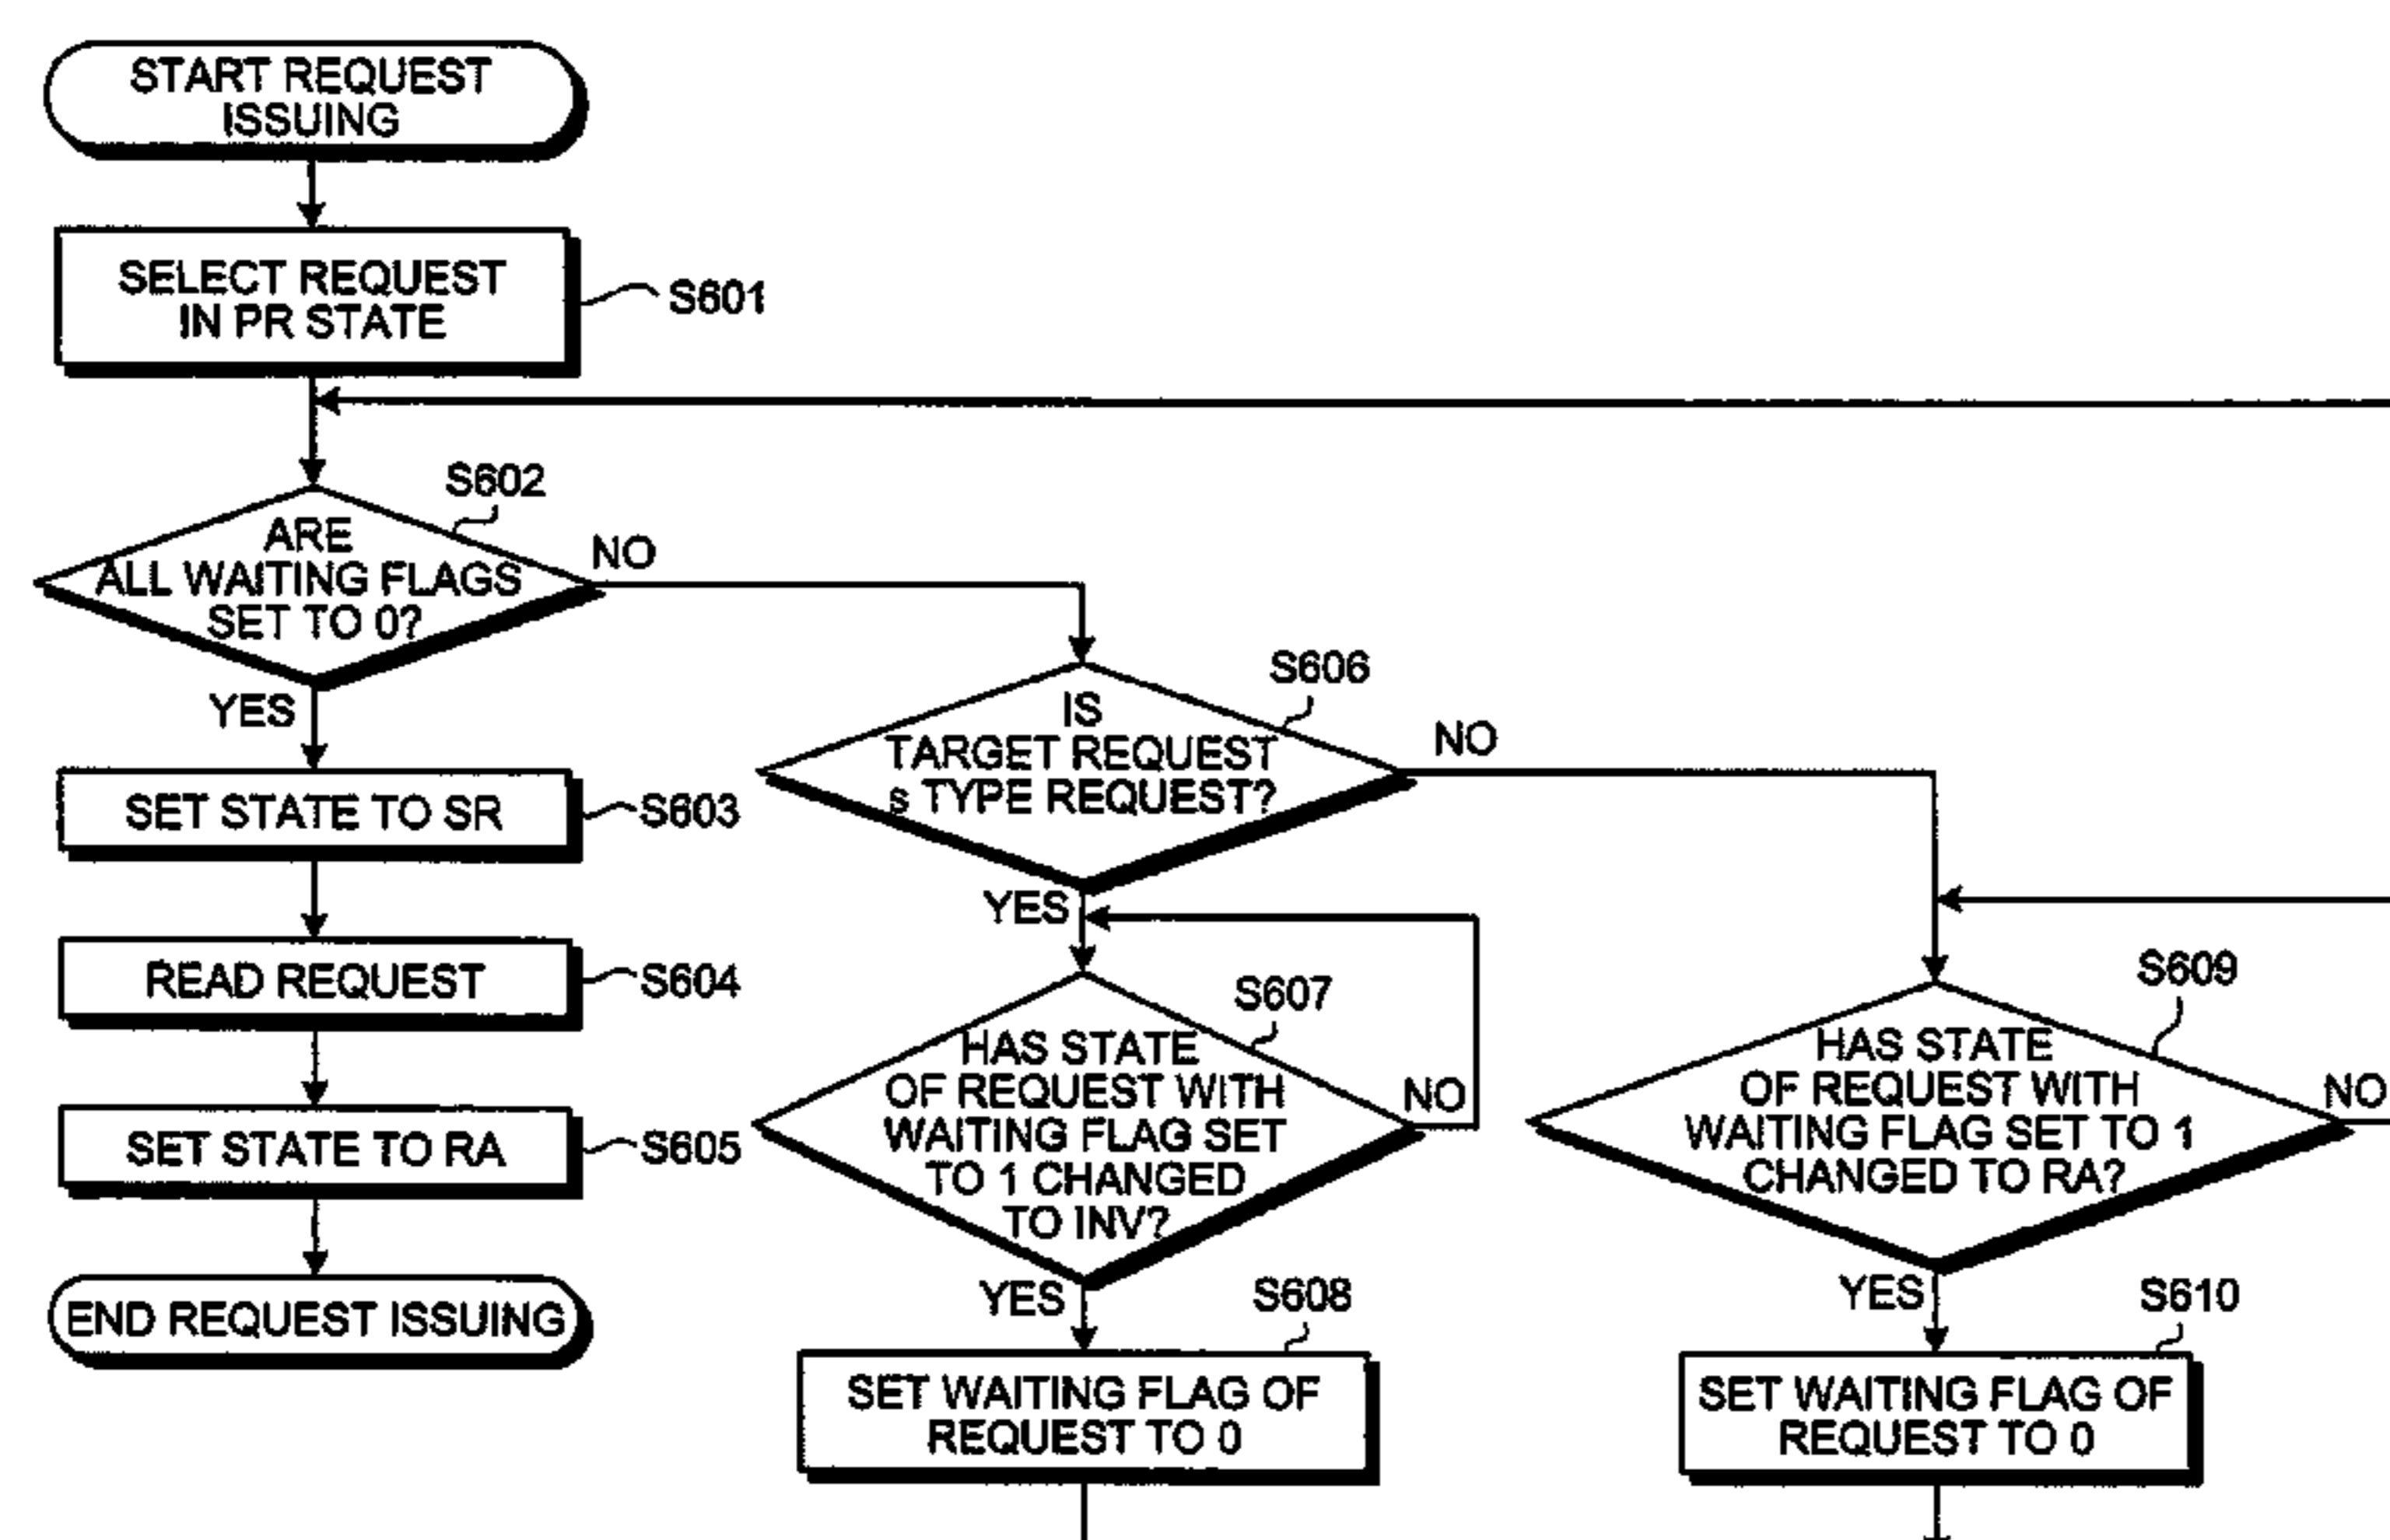 START REQUEST
ISSUING
SELECT REQUEST
IN PR STATE
S601
S602
ARE
ALL WAITING FLAGS
SET TO 0?
NO
YES
SET STATE TO SR
S603
READ REQUEST
S604
SET STATE TO RA
S605
END REQUEST ISSUING
S606
IS
TARGET REQUEST
s TYPE REQUEST?
NO
YES
S607
HAS STATE
OF REQUEST WITH
WAITING FLAG SET
TO 1 CHANGED
TO INV?
NO
YES
S608
SET WAITING FLAG OF
REQUEST TO 0
S609
HAS STATE
OF REQUEST WITH
WAITING FLAG SET TO 1
CHANGED TO RA?
NO
YES
S610
SET WAITING FLAG OF
REQUEST TO 0